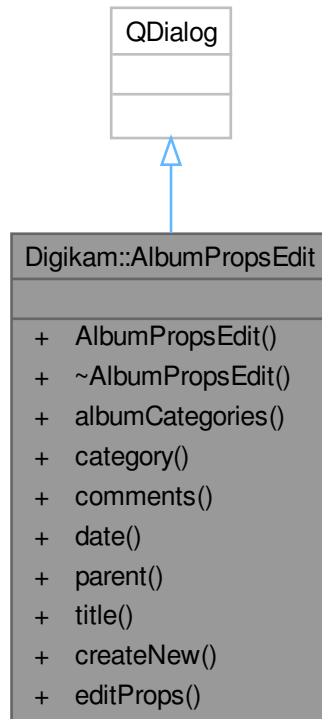 QDialog
Digikam::AlbumPropsEdit
+ AlbumPropsEdit()
+ ~AlbumPropsEdit()
+ albumCategories()
+ category()
+ comments()
+ date()
+ parent()
+ title()
+ createNew()
+ editProps()